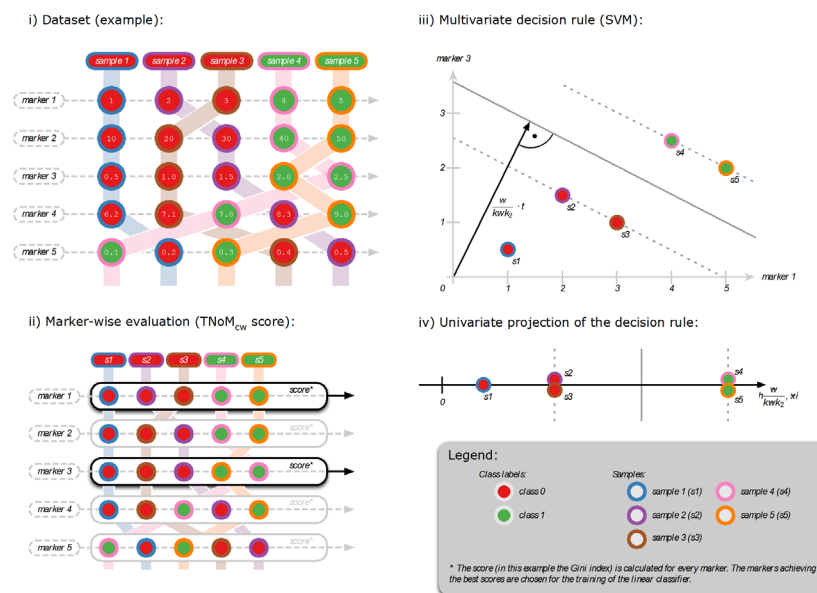 i) Dataset (example):
sample 1 sample 2 sample 3 sample 4 sample 5
marker 1 1 2 3 4 5
marker 2 10 20 30 40 50
marker 3 0.5 1.0 1.5 2.0 2.5
marker 4 6.2 7.1 7.8 8.3 9.0
marker 5 0.1 0.2 0.3 0.4 0.5
iii) Multivariate decision rule (SVM):
marker 3
3
2
1
0 1 2 3 4 5
marker 1
w
kwk2 · t
s1
s2
s3
s4
s5
ii) Marker-wise evaluation (TNoMcw score):
s1 s2 s3 s4 s5
marker 1 score*
marker 2 score*
marker 3 score*
marker 4 score*
marker 5 score*
iv) Univariate projection of the decision rule:
0
s1
s2
s3
s4
s5
h w
kwk2 , xi
Legend:
Class labels:
class 0
class 1
Samples:
sample 1 (s1)
sample 2 (s2)
sample 3 (s3)
sample 4 (s4)
sample 5 (s5)
* The score (in this example the Gini index) is calculated for every marker. The markers achieving
the best scores are chosen for the training of the linear classifier.